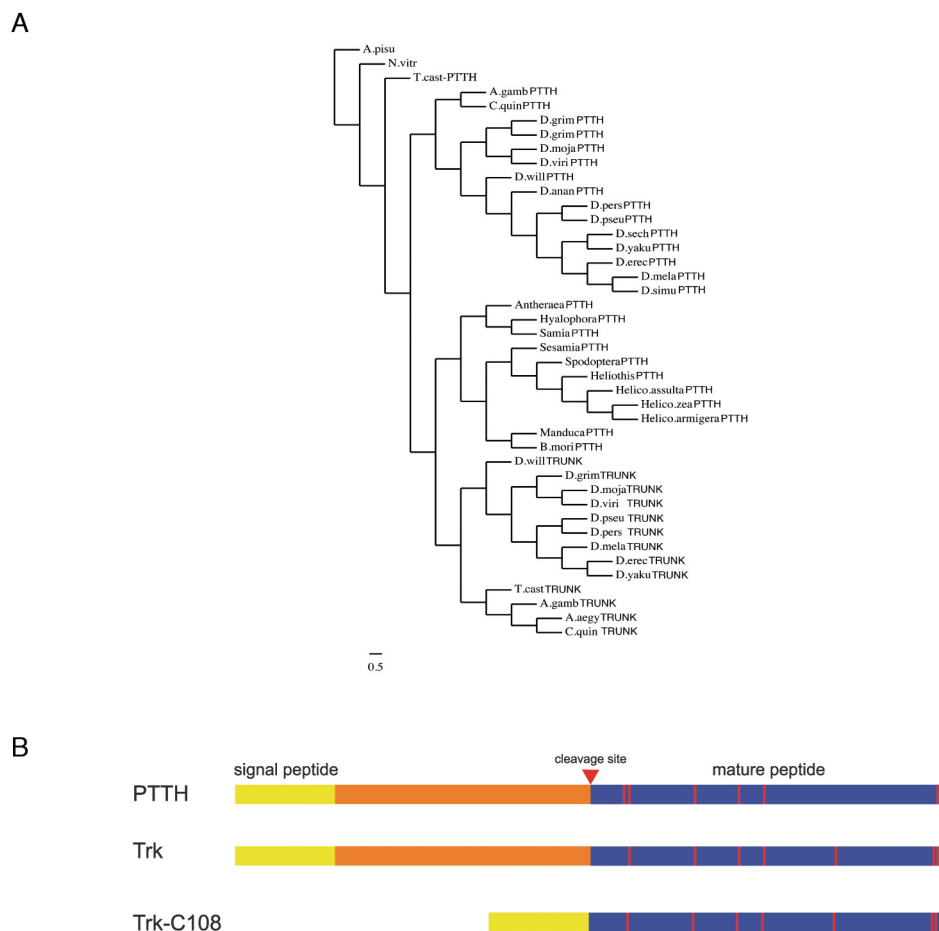 A
A.pisu
N.vitr
T.cast-PTTH
A.gamb PTTH
C.quin PTTH
D.grim PTTH
D.grim PTTH
D.moja PTTH
D.viri PTTH
D.will PTTH
D.anan PTTH
D.pers PTTH
D.pseu PTTH
D.sech PTTH
D.yaku PTTH
D.erec PTTH
D.mela PTTH
D.simu PTTH
Antheraea PTTH
Hyalophora PTTH
Samia PTTH
Sesamia PTTH
Spodoptera PTTH
Heliothis PTTH
Helico.assulta PTTH
Helico.zea PTTH
Helico.armigera PTTH
Manduca PTTH
B.mori PTTH
D.will TRUNK
D.grim TRUNK
D.moja TRUNK
D.viri TRUNK
D.pseu TRUNK
D.pers TRUNK
D.mela TRUNK
D.erec TRUNK
D.yaku TRUNK
T.cast TRUNK
A.gamb TRUNK
A.aegy TRUNK
C.quin TRUNK
0.5
B
signal peptide cleavage site mature peptide
PTTH
Trk
Trk-C108